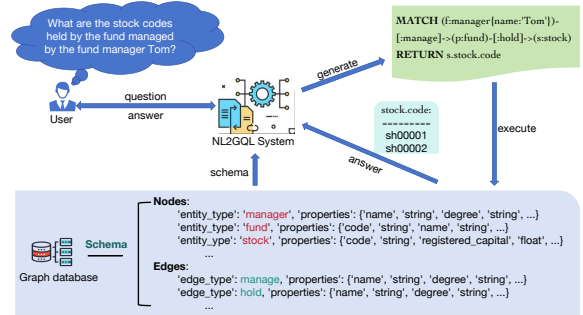 What are the stock codes
held by the fund managed
by the fund manager Tom?
MATCH (f:manager{name:'Tom'})-
[:manage]->(p:fund)-[:hold]->(s:stock)
RETURN s.stock.code
generate
question
answer
User
NL2GQL System
stock.code:
----------
sh00001
sh00002
execute
answer
schema
Nodes:
'entity_type': 'manager', 'properties': {'name', 'string', 'degree', 'string', ...}
'entity_type': 'fund', 'properties': {'code', 'string', 'name', 'string', ...}
'entity_ype': 'stock', 'properties': {'code', 'string', 'registered_capital', 'float', ...}
...
Schema
Graph database
Edges:
'edge_type': manage, 'properties': {'name', 'string', 'degree', 'string', ...}
'edge_type': hold, 'properties': {'name', 'string', 'degree', 'string', ...}
...